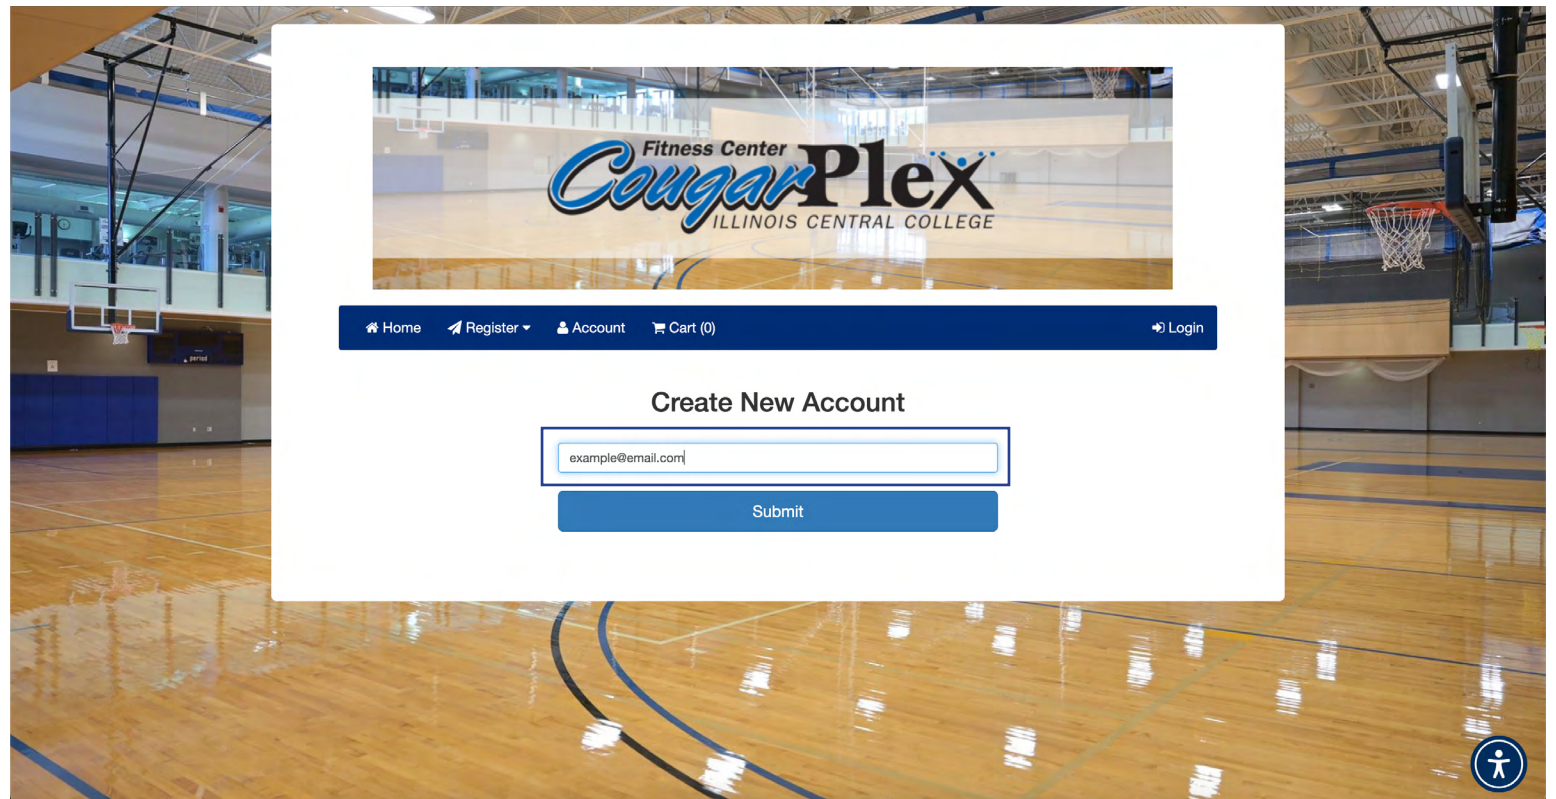 Fitness Center
CougarPlex
ILLINOIS CENTRAL COLLEGE
Home Register Account Cart (0) Login
period
Create New Account
example@email.com
Submit